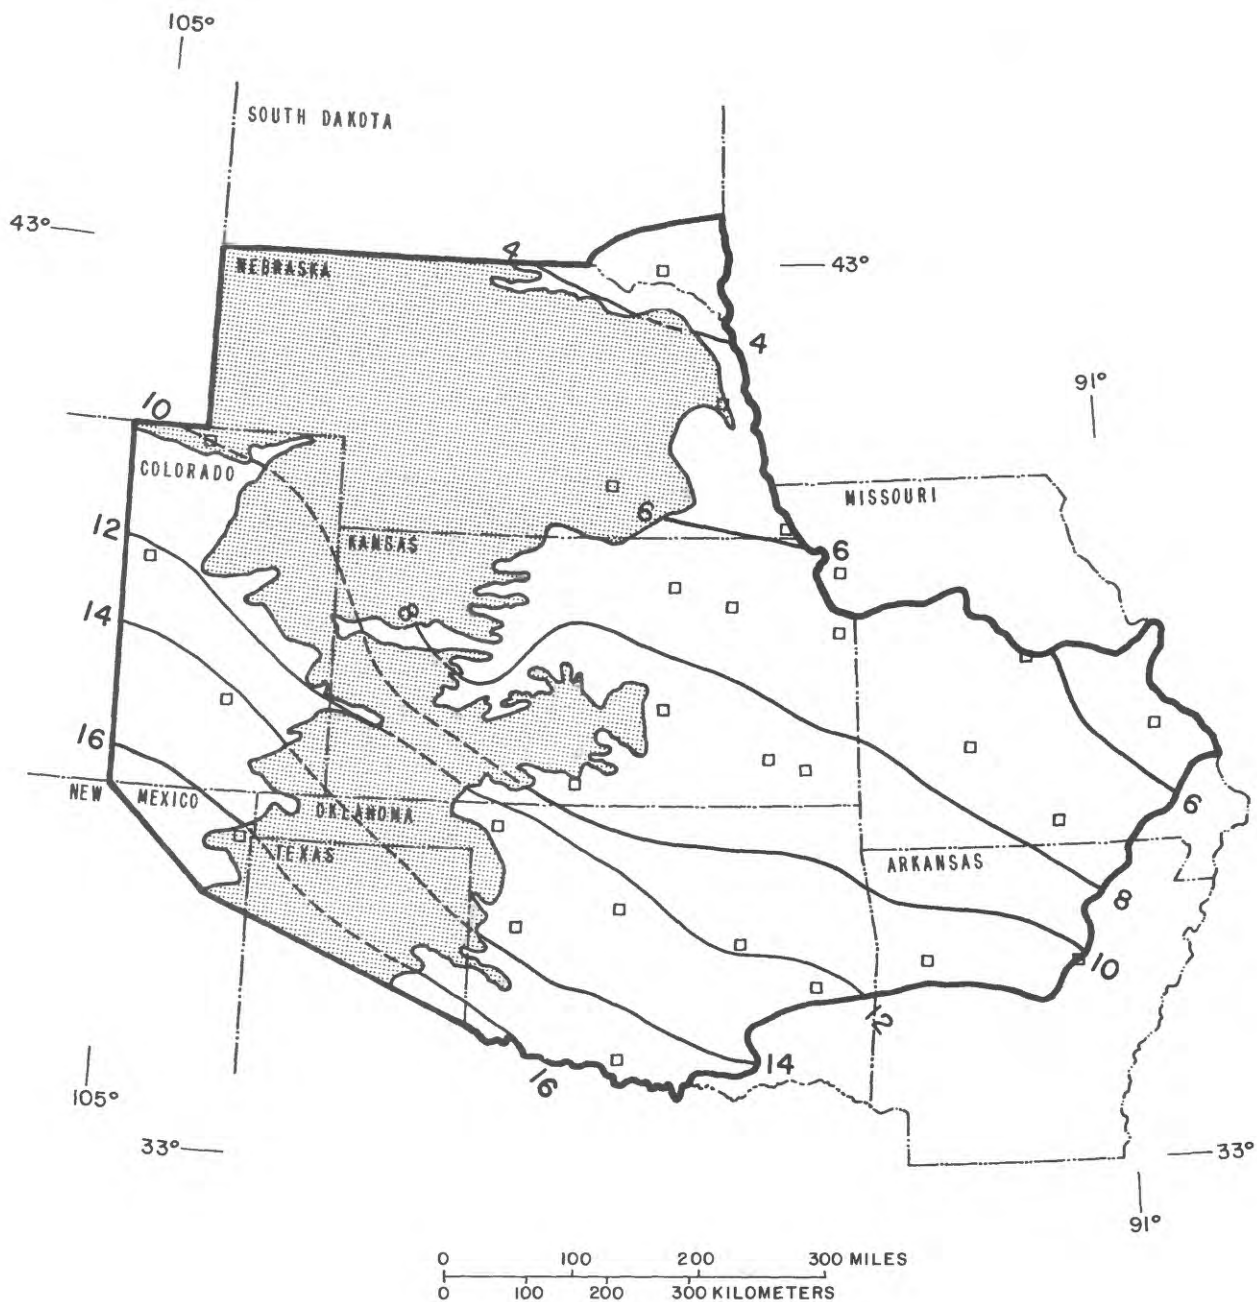 105°
SOUTH DAKOTA
43°
4
43°
NEBRASKA
4
91°
10
COLORADO
MISSOURI
12
6
KANSAS
6
14
8
16
NEW MEXICO
OKLAHOMA
6
TEXAS
ARKANSAS
8
10
12
14
16
105°
33°
33°
91°
0 100 200 300 MILES
0 100 200 300 KILOMETERS